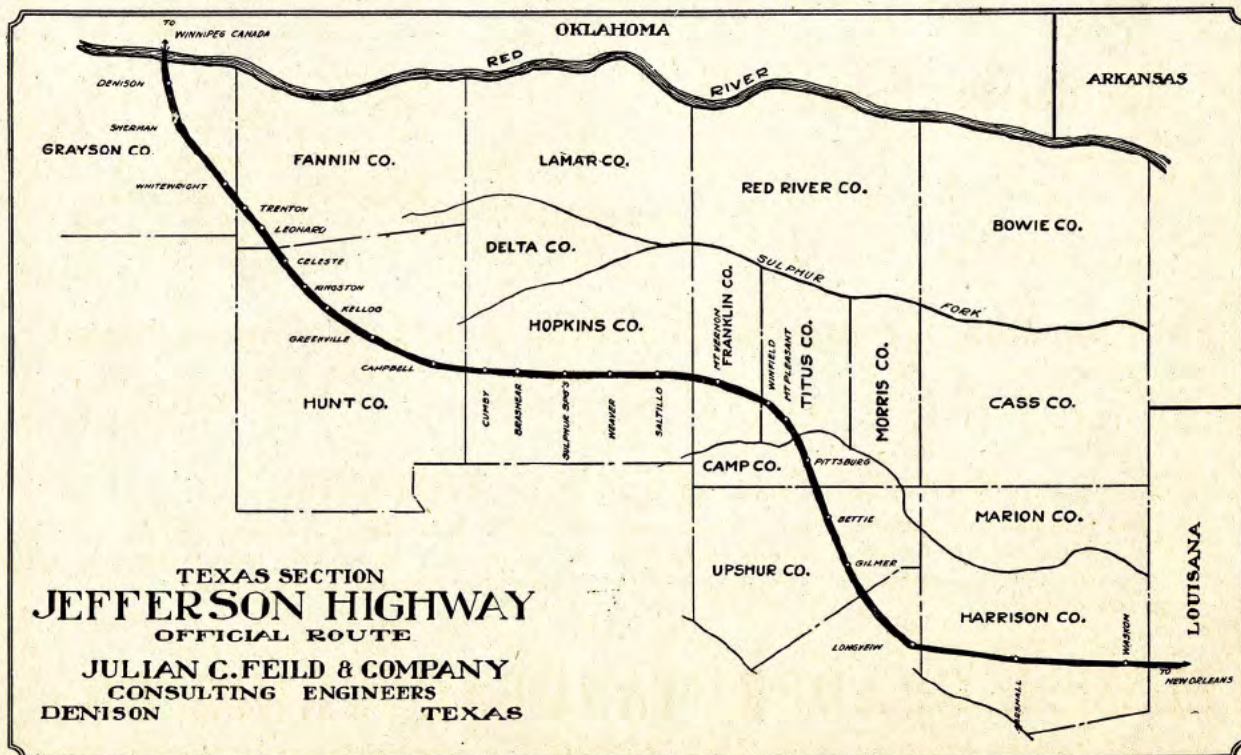 TO
WINNIPEG CANADA
OKLAHOMA
RED
RIVER
ARKANSAS
DENISON
SHERMAN
GRAYSON CO.
FANNIN CO.
LAMAR CO.
RED RIVER CO.
BOWIE CO.
WHITEWRIGHT
TRENTON
LEONARD
CELESTE
KINGSTON
KELLOG
GREENVILLE
CAMPBELL
HUNT CO.
DELTA CO.
HOPKINS CO.
SULPHUR
FORK
CUMBY
BRASHEAR
SULPHUR SPG'S
WEAVER
SALTILLO
MT VERNON
FRANKLIN CO.
WINFIELD
MT PLEASANT
TITUS CO.
MORRIS CO.
CASS CO.
CAMP CO.
PITTSBURG
BETTIE
MARION CO.
UPSHUR CO.
GILMER
HARRISON CO.
LONGVEIW
MARSHALL
WASKON
TO
NEW ORLEANS
LOUISANA
TEXAS SECTION
JEFFERSON HIGHWAY
OFFICIAL ROUTE
JULIAN C. FEILD & COMPANY
CONSULTING ENGINEERS
DENISON TEXAS